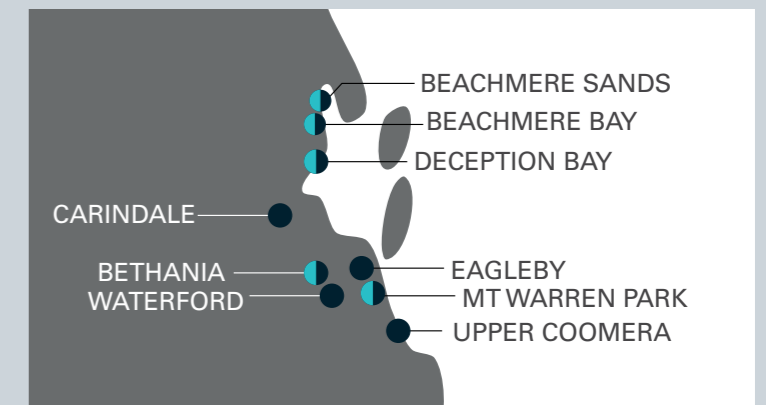 BEACHMERE SANDS
BEACHMERE BAY
DECEPTION BAY
CARINDALE
BETHANIA
WATERFORD
EAGLEBY
MT WARREN PARK
UPPER COOMERA